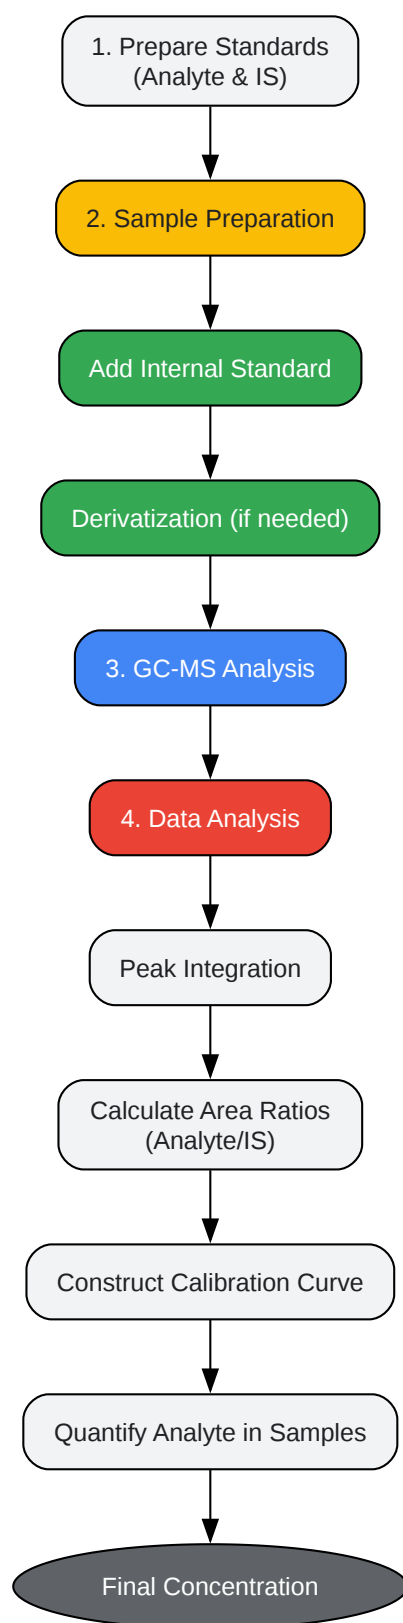 1. Prepare Standards
(Analyte & IS)
2. Sample Preparation
Add Internal Standard
Derivatization (if needed)
3. GC-MS Analysis
4. Data Analysis
Peak Integration
Calculate Area Ratios
(Analyte/IS)
Construct Calibration Curve
Quantify Analyte in Samples
Final Concentration